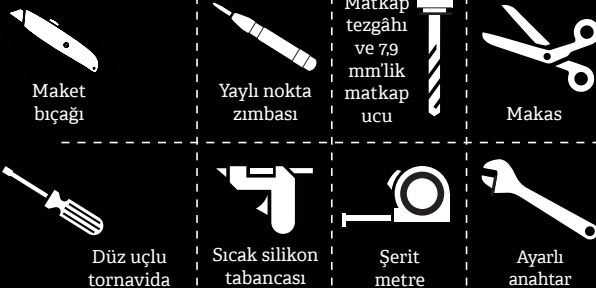 Maket
bıçağı
Yaylı nokta
zımbası
Matkap
tezgâhı
ve 7,9
mm'lik
matkap
ucu
Makas
Düz uçlu
tornavida
Sıcak silikon
tabancası
Şerit
metre
Ayarlı
anahtar